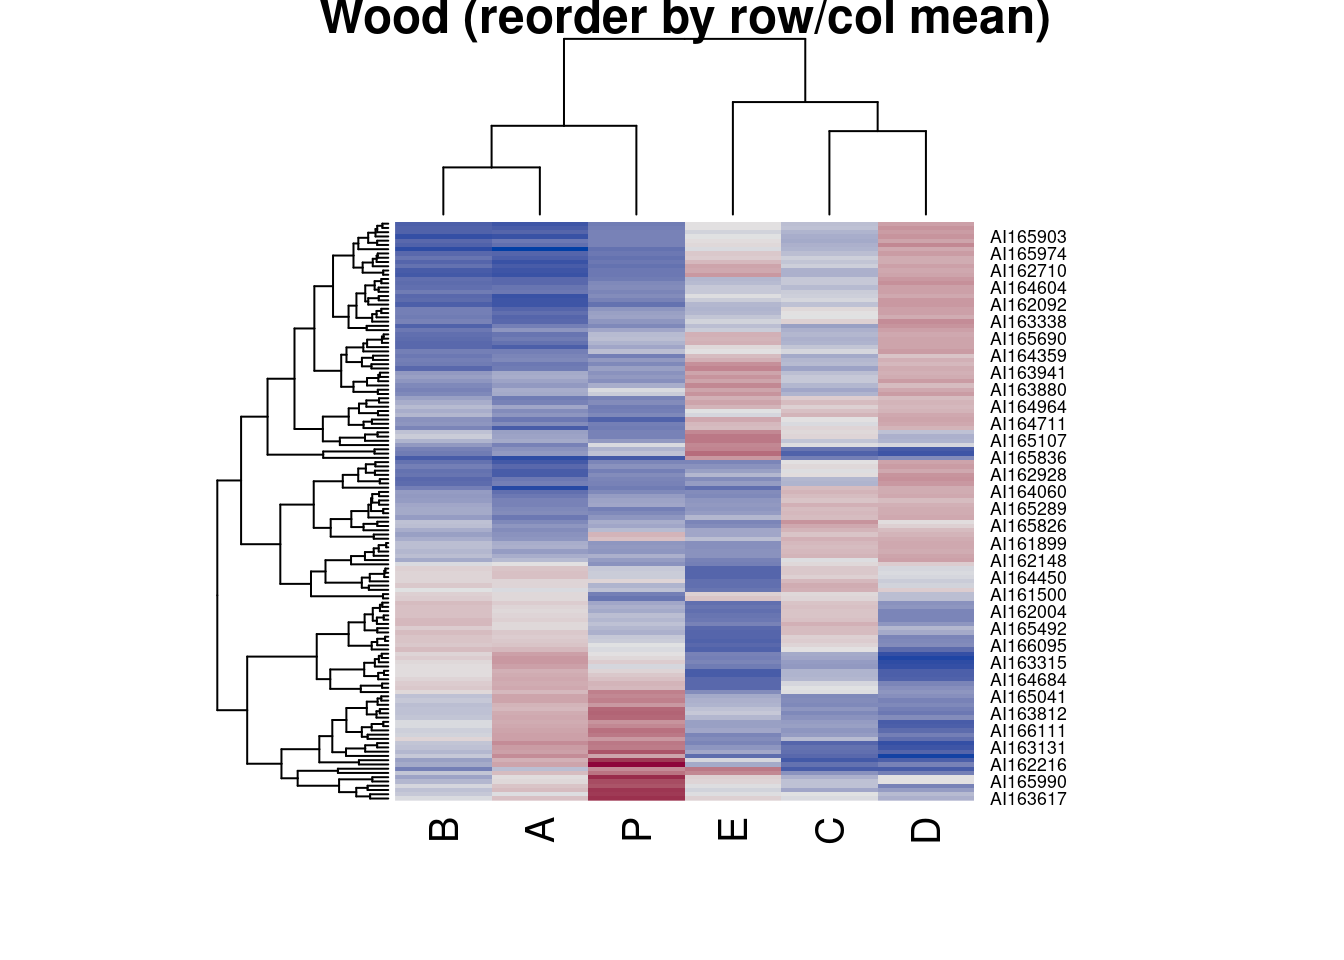 Wood (reorder by row/col mean)
AI165903
AI165974
AI162710
AI164604
AI162092
AI163338
AI165690
AI164359
AI163941
AI163880
AI164964
AI164711
AI165107
AI165836
AI162928
AI164060
AI165289
AI165826
AI161899
AI162148
AI164450
AI161500
AI162004
AI165492
AI166095
AI163315
AI164684
AI165041
AI163812
AI166111
AI163131
AI162216
AI165990
AI163617
B A P E C D